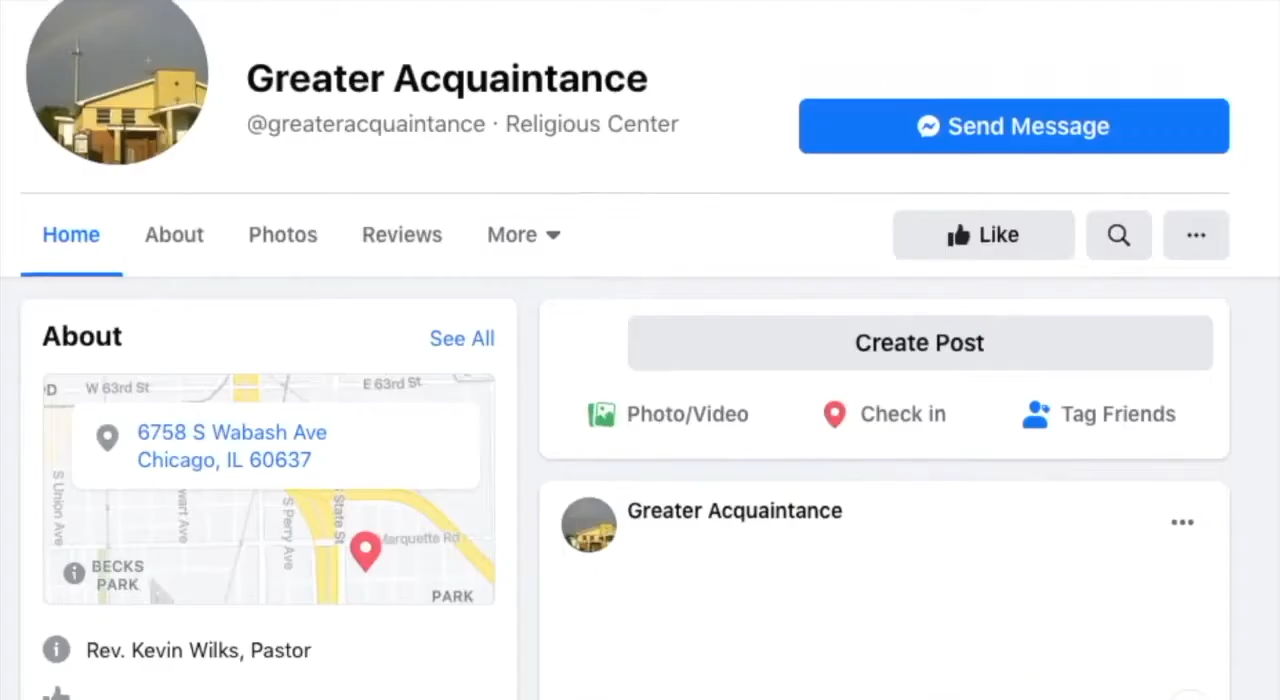 Greater Acquaintance
@greateracquaintance · Religious Center
Send Message
Home
About
Photos
Reviews
More
Like
About
See All
W 63rd St
E 63rd St
6758 S Wabash Ave
Chicago, IL 60637
S Union Ave
S Perry Ave
State St
Marquette Rd
BECKS
PARK
PARK
Rev. Kevin Wilks, Pastor
Create Post
Photo/Video
Check in
Tag Friends
Greater Acquaintance